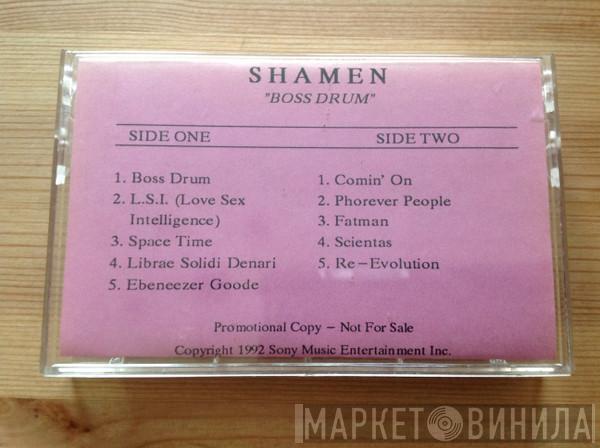 SHAMEN
"BOSS DRUM"
SIDE ONE
1. Boss Drum
2. L.S.I. (Love Sex
Intelligence)
3. Space Time
4. Librae Solidi Denari
5. Ebeneezer Goode
SIDE TWO
1. Comin' On
2. Phorever People
3. Fatman
4. Scientas
5. Re-Evolution
Promotional Copy - Not For Sale
Copyright 1992 Sony Music Entertainment Inc.
МАРКЕТ ВИНИЛА